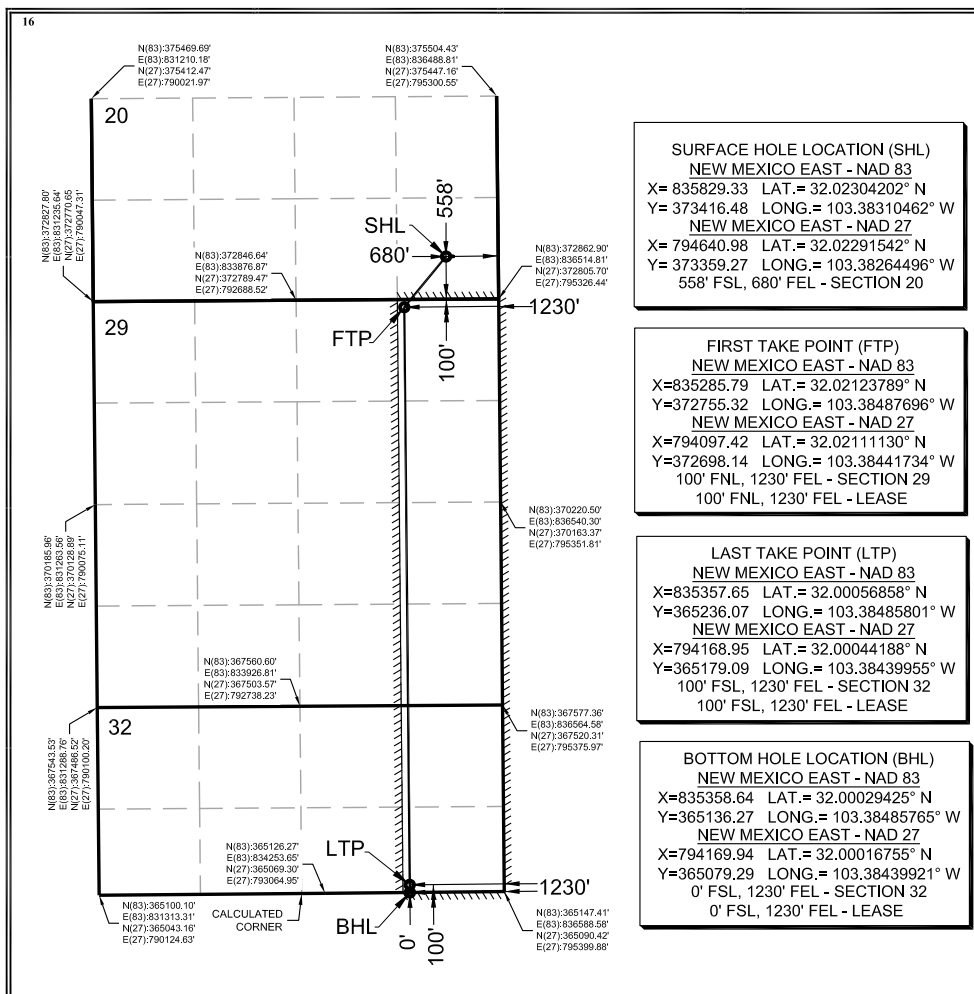 16
N(83):375469.69'
E(83):831210.18'
N(27):375412.47'
E(27):790021.97'
N(83):375504.43'
E(83):836488.81'
N(27):375447.16'
E(27):795300.55'
20
N(83):372827.80'
E(83):831235.64'
N(27):372770.65
E(27):790047.31'
558'
SHL
680'
N(83):372846.64'
E(83):833876.87'
N(27):372789.47'
E(27):792688.52'
N(83):372862.90'
E(83):836514.81'
N(27):372805.70'
E(27):795326.44'
29
1230'
FTP
100'
N(83):370185.96'
E(83):831263.56'
N(27):370128.89'
E(27):790075.11'
N(83):370220.50'
E(83):836540.30'
N(27):370163.37'
E(27):795351.81'
N(83):367560.60'
E(83):833926.81'
N(27):367503.57'
E(27):792738.23'
32
N(83):367577.36'
E(83):836564.58'
N(27):367520.31'
E(27):795375.97'
N(83):367543.53'
E(83):831288.76'
N(27):367486.52'
E(27):790100.20'
N(83):365126.27'
E(83):834253.65'
N(27):365069.30'
E(27):793064.95'
LTP
1230'
N(83):365100.10'
E(83):831313.31'
N(27):365043.16'
E(27):790124.63'
CALCULATED
CORNER
BHL
0'
100'
N(83):365147.41'
E(83):836588.58'
N(27):365090.42'
E(27):795399.88'
SURFACE HOLE LOCATION (SHL)
NEW MEXICO EAST - NAD 83
X= 835829.33 LAT.= 32.02304202° N
Y= 373416.48 LONG.= 103.38310462° W
NEW MEXICO EAST - NAD 27
X= 794640.98 LAT.= 32.02291542° N
Y= 373359.27 LONG.= 103.38264496° W
558' FSL, 680' FEL - SECTION 20
FIRST TAKE POINT (FTP)
NEW MEXICO EAST - NAD 83
X=835285.79 LAT.= 32.02123789° N
Y=372755.32 LONG.= 103.38487696° W
NEW MEXICO EAST - NAD 27
X=794097.42 LAT.= 32.02111130° N
Y=372698.14 LONG.= 103.38441734° W
100' FNL, 1230' FEL - SECTION 29
100' FNL, 1230' FEL - LEASE
LAST TAKE POINT (LTP)
NEW MEXICO EAST - NAD 83
X=835357.65 LAT.= 32.00056858° N
Y=365236.07 LONG.= 103.38485801° W
NEW MEXICO EAST - NAD 27
X=794168.95 LAT.= 32.00044188° N
Y=365179.09 LONG.= 103.38439955° W
100' FSL, 1230' FEL - SECTION 32
100' FSL, 1230' FEL - LEASE
BOTTOM HOLE LOCATION (BHL)
NEW MEXICO EAST - NAD 83
X=835358.64 LAT.= 32.00029425° N
Y=365136.27 LONG.= 103.38485765° W
NEW MEXICO EAST - NAD 27
X=794169.94 LAT.= 32.00016755° N
Y=365079.29 LONG.= 103.38439921° W
0' FSL, 1230' FEL - SECTION 32
0' FSL, 1230' FEL - LEASE